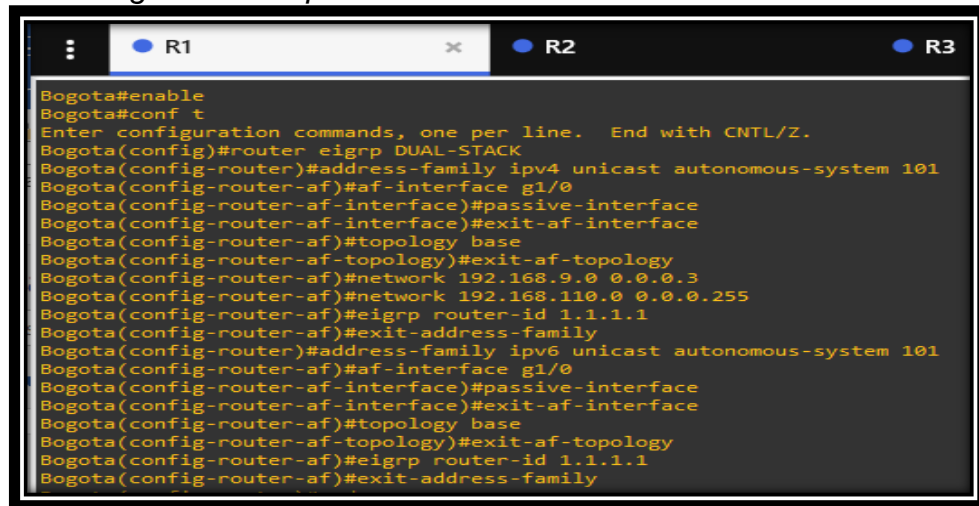 R1 × R2 R3
Bogota#enable
Bogota#conf t
Enter configuration commands, one per line. End with CNTL/Z.
Bogota(config)#router eigrp DUAL-STACK
Bogota(config-router)#address-family ipv4 unicast autonomous-system 101
Bogota(config-router-af)#af-interface g1/0
Bogota(config-router-af-interface)#passive-interface
Bogota(config-router-af-interface)#exit-af-interface
Bogota(config-router-af)#topology base
Bogota(config-router-af-topology)#exit-af-topology
Bogota(config-router-af)#network 192.168.9.0 0.0.0.3
Bogota(config-router-af)#network 192.168.110.0 0.0.0.255
Bogota(config-router-af)#eigrp router-id 1.1.1.1
Bogota(config-router-af)#exit-address-family
Bogota(config-router)#address-family ipv6 unicast autonomous-system 101
Bogota(config-router-af)#af-interface g1/0
Bogota(config-router-af-interface)#passive-interface
Bogota(config-router-af-interface)#exit-af-interface
Bogota(config-router-af)#topology base
Bogota(config-router-af-topology)#exit-af-topology
Bogota(config-router-af)#eigrp router-id 1.1.1.1
Bogota(config-router-af)#exit-address-family